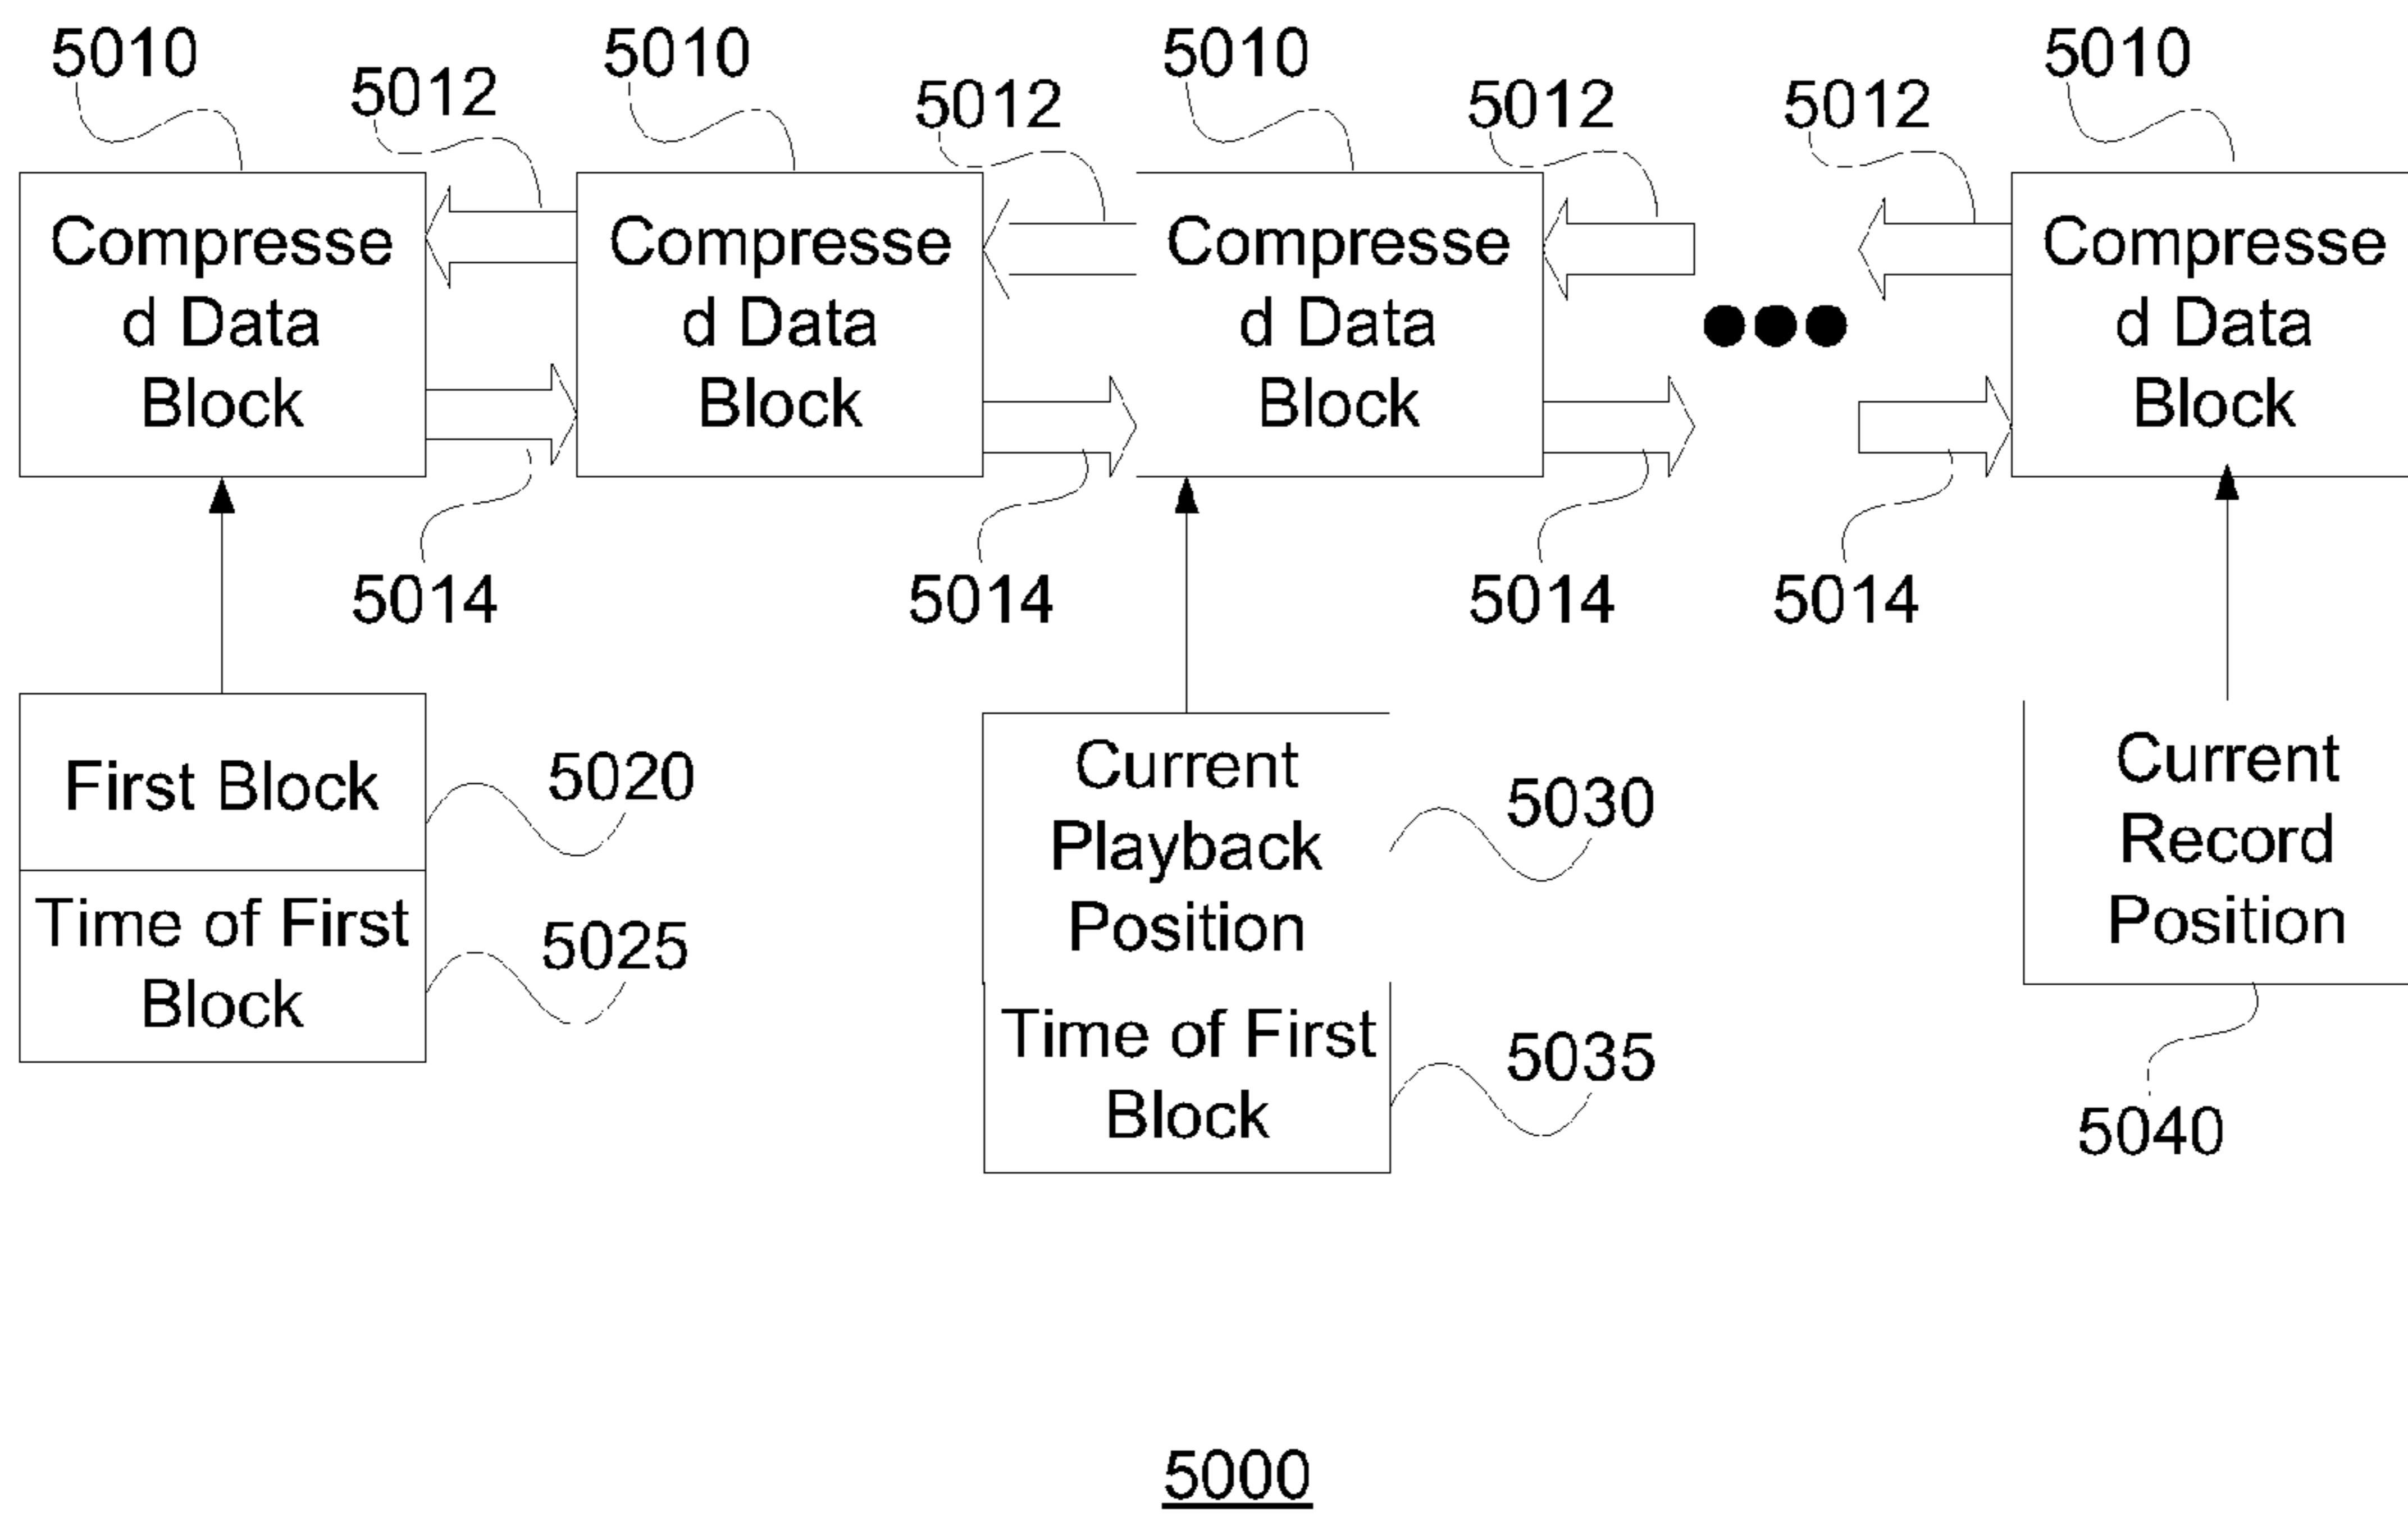 5010
5010
5010
5010
5012
5012
5012
5012
Compresse
d Data
Block
Compresse
d Data
Block
Compresse
d Data
Block
Compresse
d Data
Block
5014
5014
5014
5014
First Block
5020
Time of First
Block
5025
Current
Playback
Position
5030
Time of First
Block
5035
Current
Record
Position
5040
5000